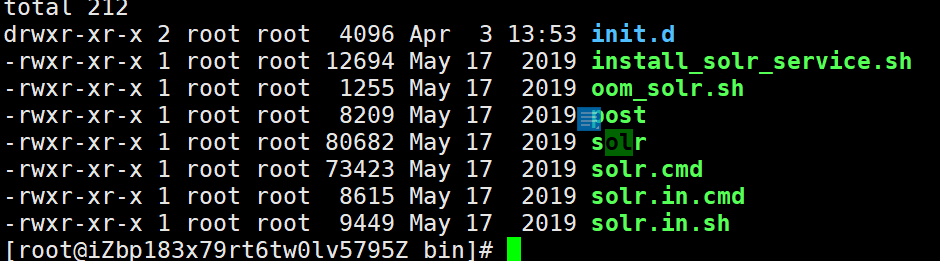 total 212
drwxr-xr-x 2 root root  4096 Apr  3 13:53 init.d
-rwxr-xr-x 1 root root 12694 May 17  2019 install_solr_service.sh
-rwxr-xr-x 1 root root  1255 May 17  2019 oom_solr.sh
-rwxr-xr-x 1 root root  8209 May 17  2019 post
-rwxr-xr-x 1 root root 80682 May 17  2019 solr
-rwxr-xr-x 1 root root 73423 May 17  2019 solr.cmd
-rwxr-xr-x 1 root root  8615 May 17  2019 solr.in.cmd
-rwxr-xr-x 1 root root  9449 May 17  2019 solr.in.sh
[root@iZbp183x79rt6tw0lv5795Z bin]#